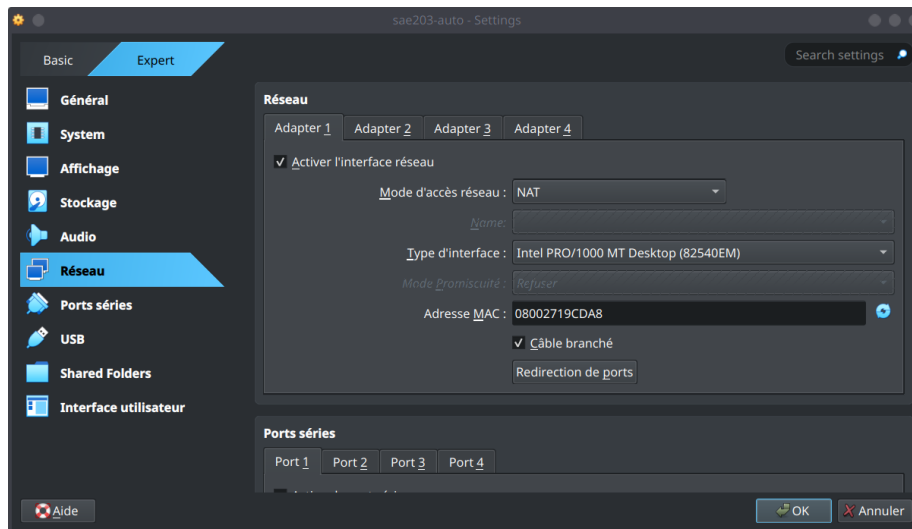 sae203-auto - Settings
Basic
Expert
Search settings
Général
System
Affichage
Stockage
Audio
Réseau
Ports séries
USB
Shared Folders
Interface utilisateur
Réseau
Adapter 1 Adapter 2 Adapter 3 Adapter 4
Activer l'interface réseau
Mode d'accès réseau : NAT
Name:
Type d'interface : Intel PRO/1000 MT Desktop (82540EM)
Mode Promiscuité : Refuser
Adresse MAC : 08002719CDA8
Câble branché
Redirection de ports
Ports séries
Port 1 Port 2 Port 3 Port 4
Aide
OK
Annuler